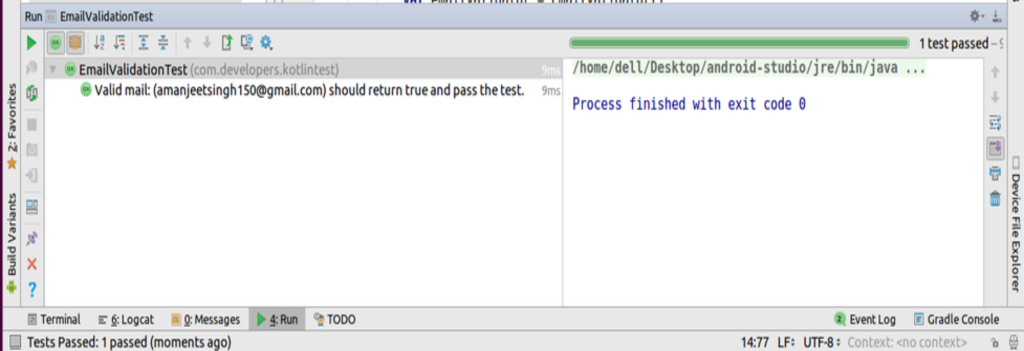 Run EmailValidationTest
1 test passed –
EmailValidationTest (com.developers.kotlintest) 9ms
Valid mail: (amanjeetsingh150@gmail.com) should return true and pass the test. 9ms
/home/dell/Desktop/android-studio/jre/bin/java ...
Process finished with exit code 0
2: Favorites
Build Variants
Device File Explorer
Terminal 6: Logcat 0: Messages 4: Run TODO 2 Event Log Gradle Console
Tests Passed: 1 passed (moments ago) 14:77 LF÷ UTF-8÷ Context: <no context>